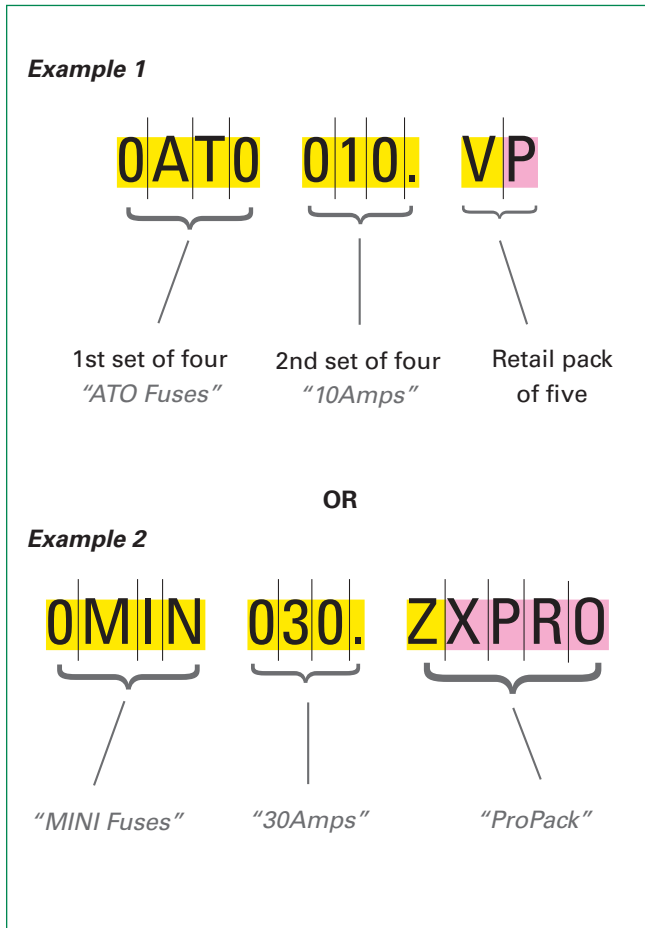 Example 1
0ATO 010. VP
1st set of four 2nd set of four Retail pack
"ATO Fuses" "10Amps" of five
OR
Example 2
0MIN 030. ZXPRO
"MINI Fuses" "30Amps" "ProPack"